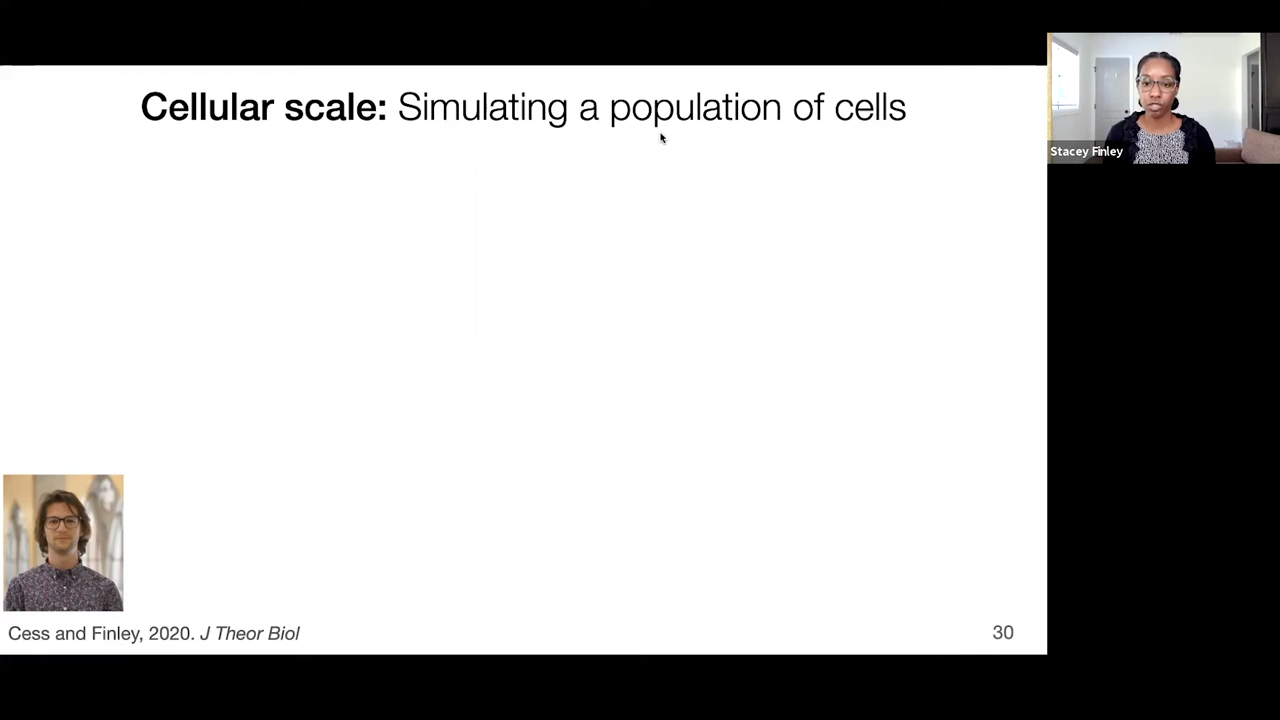 Cellular scale: Simulating a population of cells
Stacey Finley
Cess and Finley, 2020. J Theor Biol
30